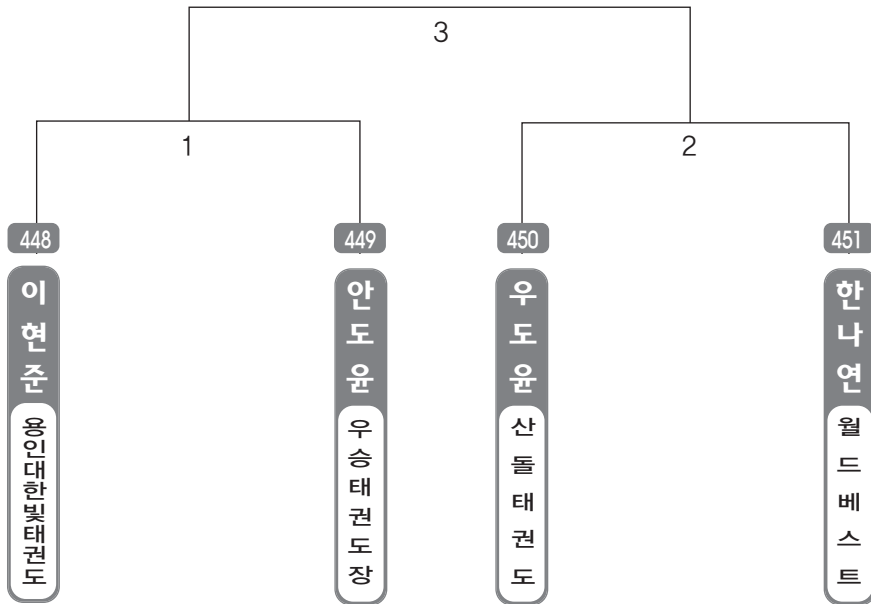 3
1
2
448
449
450
451
이현준
안도윤
우도윤
한나연
용인대한빛태권도
우승태권도장
산돌태권도
월드베스트